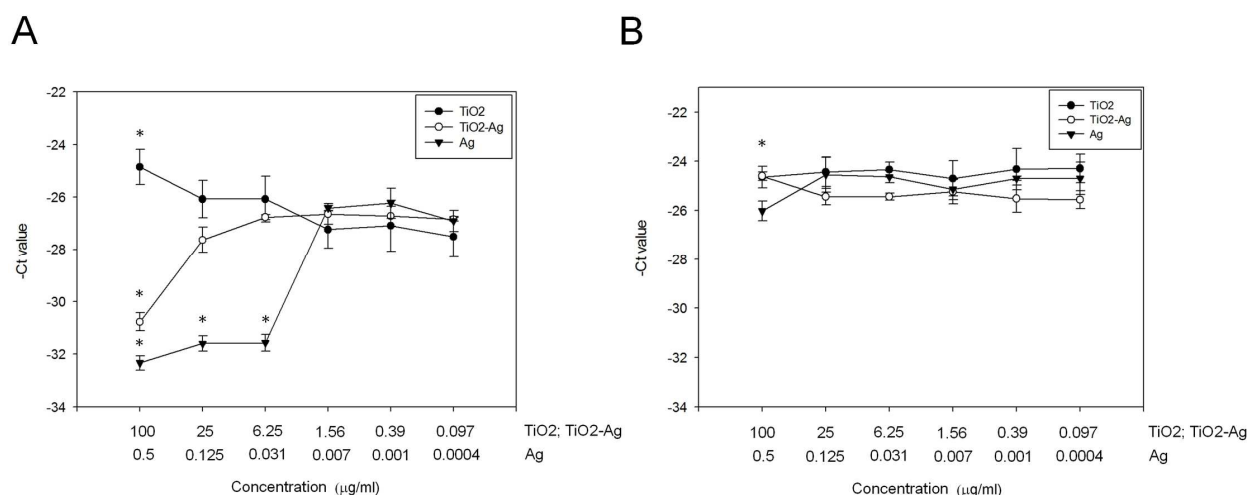 A
-22
-24
-26
-28
-30
-32
-34
-Ct value
TiO2
TiO2-Ag
Ag
*
*
*
*
*
100 25 6.25 1.56 0.39 0.097 TiO2; TiO2-Ag
0.5 0.125 0.031 0.007 0.001 0.0004 Ag
Concentration (µg/ml)
B
-22
-24
-26
-28
-30
-32
-34
-Ct value
TiO2
TiO2-Ag
Ag
*
100 25 6.25 1.56 0.39 0.097 TiO2; TiO2-Ag
0.5 0.125 0.031 0.007 0.001 0.0004 Ag
Concentration (µg/ml)